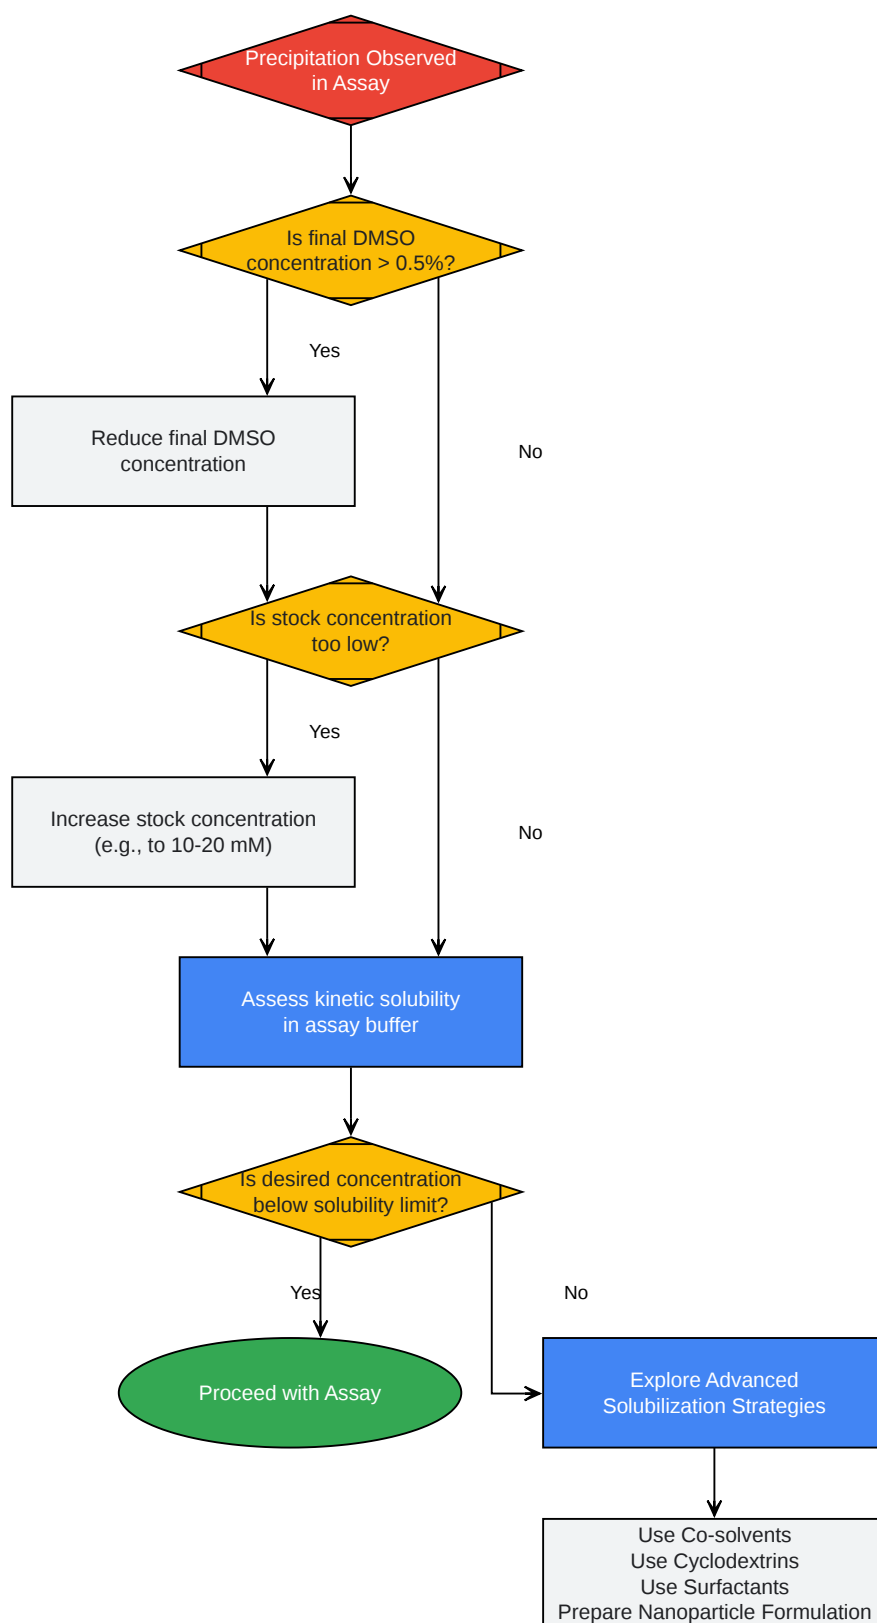 Precipitation Observed
in Assay
Is final DMSO
concentration > 0.5%?
Yes
Reduce final DMSO
concentration
No
Is stock concentration
too low?
Yes
Increase stock concentration
(e.g., to 10-20 mM)
No
Assess kinetic solubility
in assay buffer
Is desired concentration
below solubility limit?
Yes
No
Proceed with Assay
Explore Advanced
Solubilization Strategies
Use Co-solvents
Use Cyclodextrins
Use Surfactants
Prepare Nanoparticle Formulation